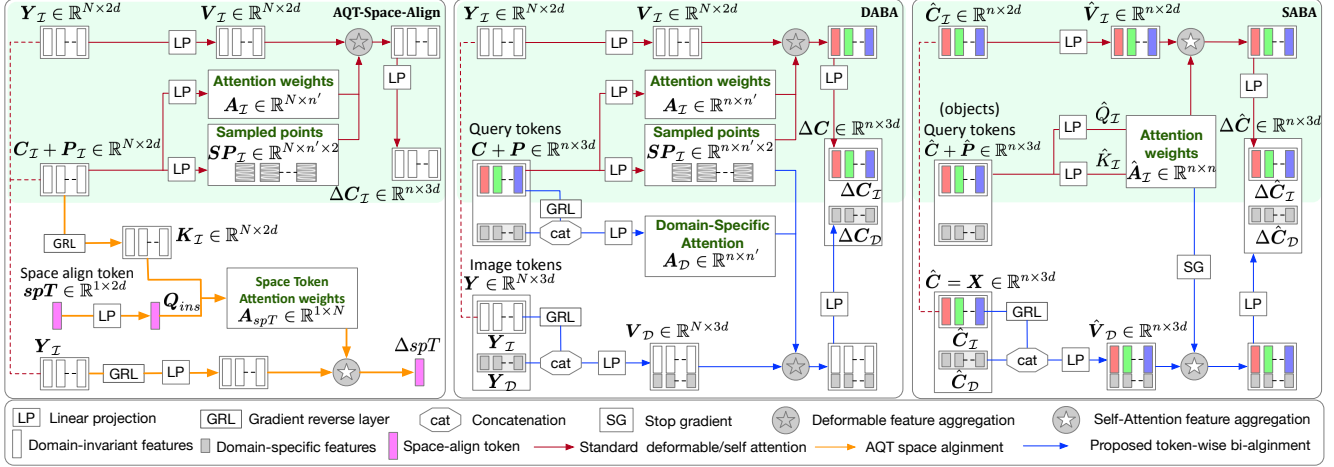 AQT-Space-Align
Y_I ∈ ℝ^{N×2d}
V_I ∈ ℝ^{N×2d}
LP
LP
Attention weights
A_I ∈ ℝ^{N×n′}
LP
Sampled points
SP_I ∈ ℝ^{N×n′×2}
LP
C_I + P_I ∈ ℝ^{N×2d}
ΔC_I ∈ ℝ^{n×3d}
GRL
K_I ∈ ℝ^{N×2d}
Space align token
spT ∈ ℝ^{1×2d}
LP
Q_{ins}
Space Token
Attention weights
A_{spT} ∈ ℝ^{1×N}
Y_I
GRL
LP
ΔspT
DABA
Y_I ∈ ℝ^{N×2d}
V_I ∈ ℝ^{N×2d}
LP
LP
Attention weights
A_I ∈ ℝ^{n×n′}
LP
Sampled points
SP_I ∈ ℝ^{n×n′×2}
LP
Query tokens
C + P ∈ ℝ^{n×3d}
ΔC ∈ ℝ^{n×3d}
ΔC_I
ΔC_D
GRL
cat
LP
Domain-Specific
Attention
A_D ∈ ℝ^{n×n′}
Image tokens
Y ∈ ℝ^{N×3d}
GRL
Y_I
cat
LP
V_D ∈ ℝ^{N×3d}
LP
Y_D
SABA
Ĉ_I ∈ ℝ^{n×2d}
V̂_I ∈ ℝ^{n×2d}
LP
LP
(objects)
Query tokens
Ĉ + P̂ ∈ ℝ^{n×3d}
LP
Q̂_I
LP
K̂_I
Attention
weights
Â_I ∈ ℝ^{n×n}
ΔĈ ∈ ℝ^{n×3d}
ΔĈ_I
ΔĈ_D
SG
Ĉ = X ∈ ℝ^{n×3d}
GRL
Ĉ_I
cat
LP
V̂_D ∈ ℝ^{n×3d}
LP
Ĉ_D
LP Linear projection
GRL Gradient reverse layer
cat Concatenation
SG Stop gradient
Deformable feature aggregation
Self-Attention feature aggregation
Domain-invariant features
Domain-specific features
Space-align token
Standard deformable/self attention
AQT space alginment
Proposed token-wise bi-alginment